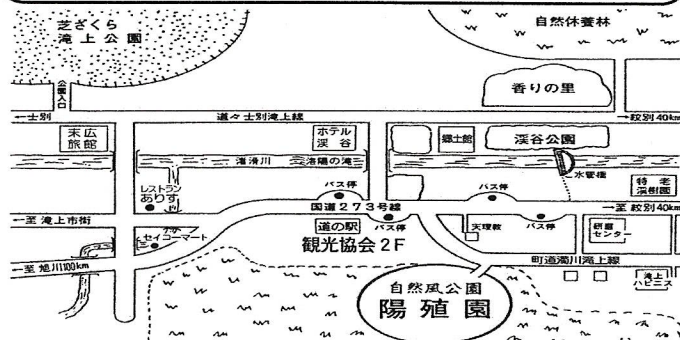 芝ざくら
滝上公園
自然休養林
公園入口
香りの里
←士別
道々士別滝上線
→紋別40km
末広
旅館
ホテル
渓谷
郷土館
渓谷公園
渚滑川
洛陽の滝
水管橋
特老
渓樹園
レストラン
ありす
バス停
バス停
国道273号線
←至 滝上市街
→至 紋別40km
セイコーマート
道の駅
バス停
天理教
バス停
研磨
センター
観光協会2F
←至 旭川100km
町道濁川滝上線
自然風公園
陽殖園
滝上
ハピニス